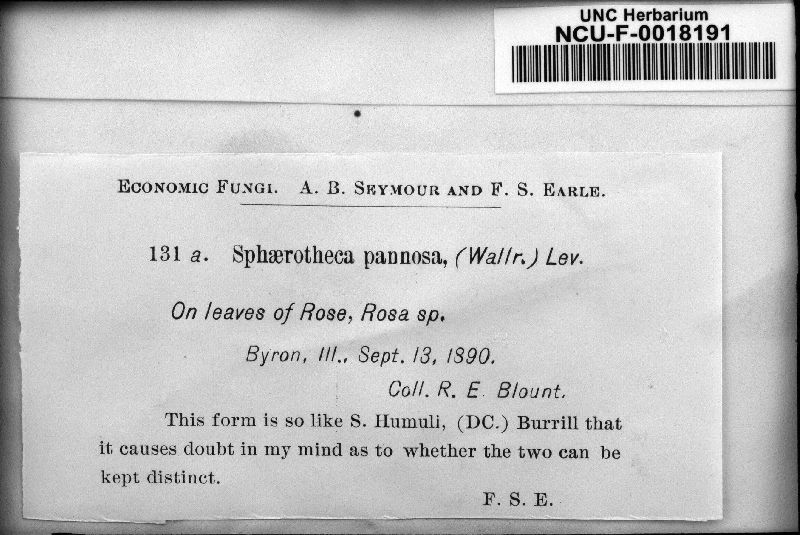 UNC Herbarium
NCU-F-0018191
Economic Fungi. A. B. Seymour and F. S. Earle.
131 a. Sphærotheca pannosa, (Wallr.) Lev.
On leaves of Rose, Rosa sp.
Byron, Ill., Sept. 13, 1890.
Coll. R. E. Blount.
This form is so like S. Humuli, (DC.) Burrill that
it causes doubt in my mind as to whether the two can be
kept distinct.
F. S. E.